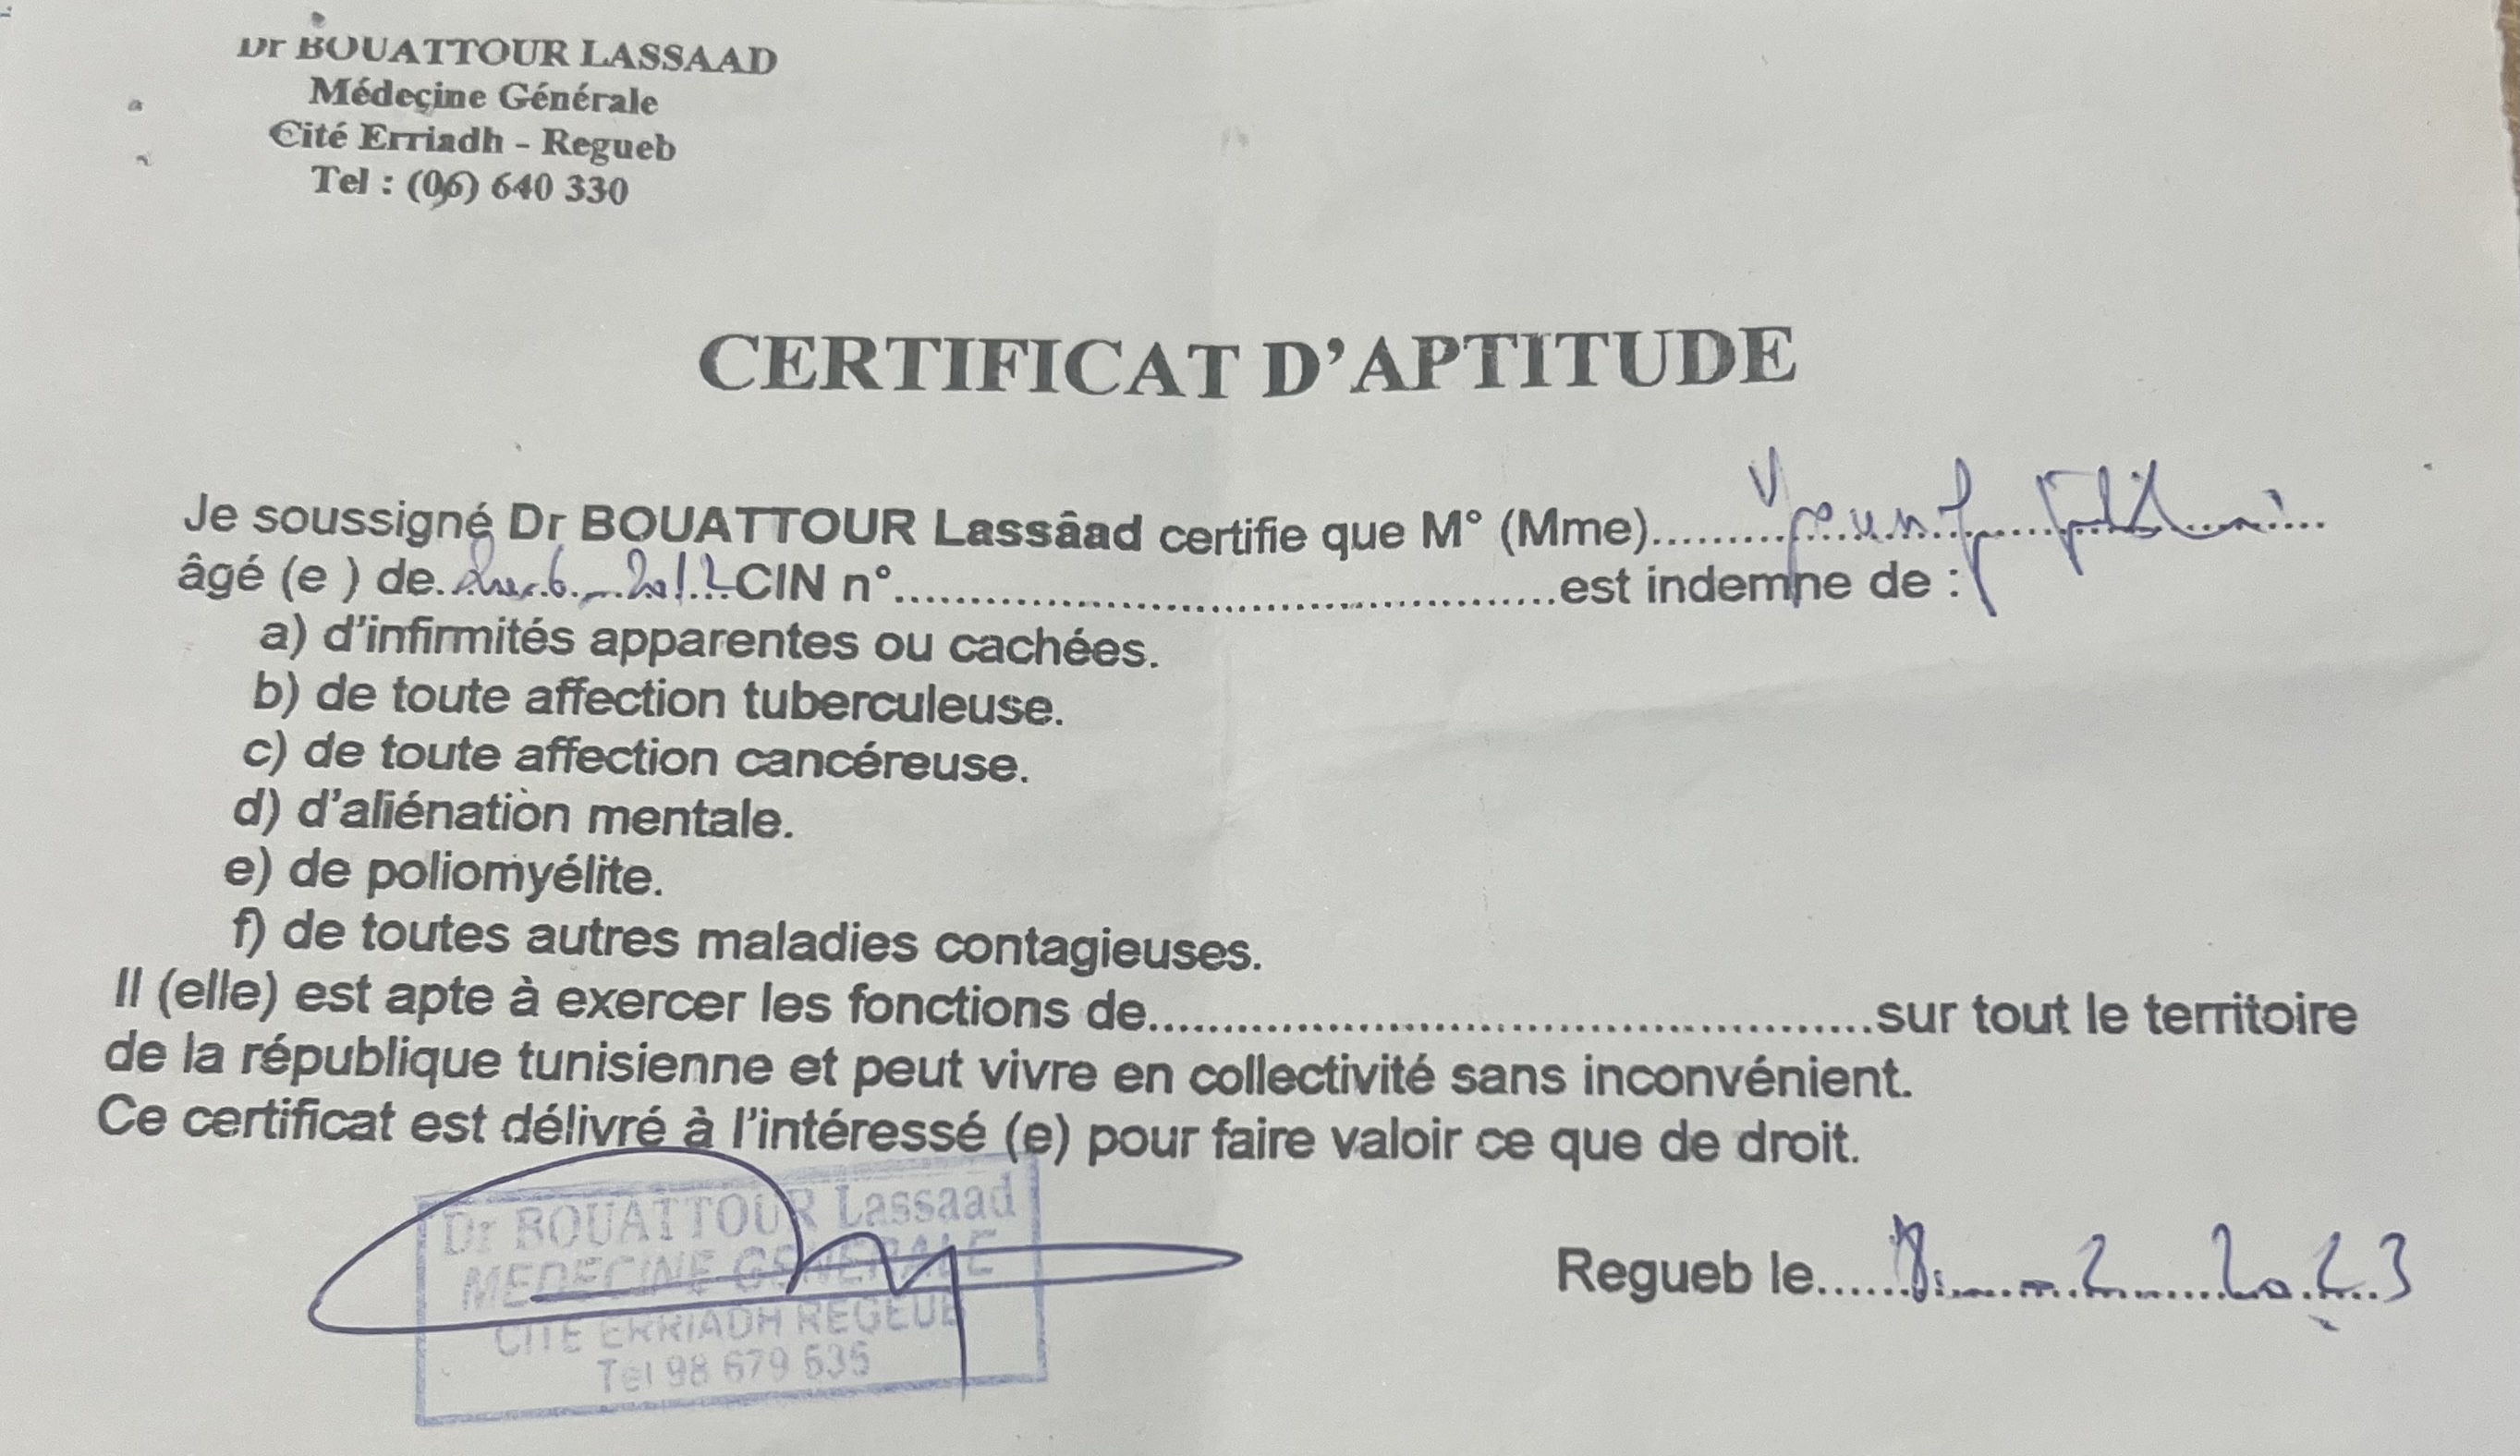 Dr BOUATTOUR LASSAAD
Médecine Générale
Cité Erriadh - Regueb
Tel : (06) 640 330
CERTIFICAT D'APTITUDE
Je soussigné Dr BOUATTOUR Lassâad certifie que M° (Mme)..........
âgé (e ) de.......... CIN n°..........est indemne de :
a) d'infirmités apparentes ou cachées.
b) de toute affection tuberculeuse.
c) de toute affection cancéreuse.
d) d'aliénation mentale.
e) de poliomyélite.
f) de toutes autres maladies contagieuses.
Il (elle) est apte à exercer les fonctions de..........sur tout le territoire
de la république tunisienne et peut vivre en collectivité sans inconvénient.
Ce certificat est délivré à l'intéressé (e) pour faire valoir ce que de droit.
Dr BOUATTOUR Lassaad
MEDECINE GENERALE
CITE ERRIADH REGEUB
Tel 98 679 535
Regueb le.......... 2 2023